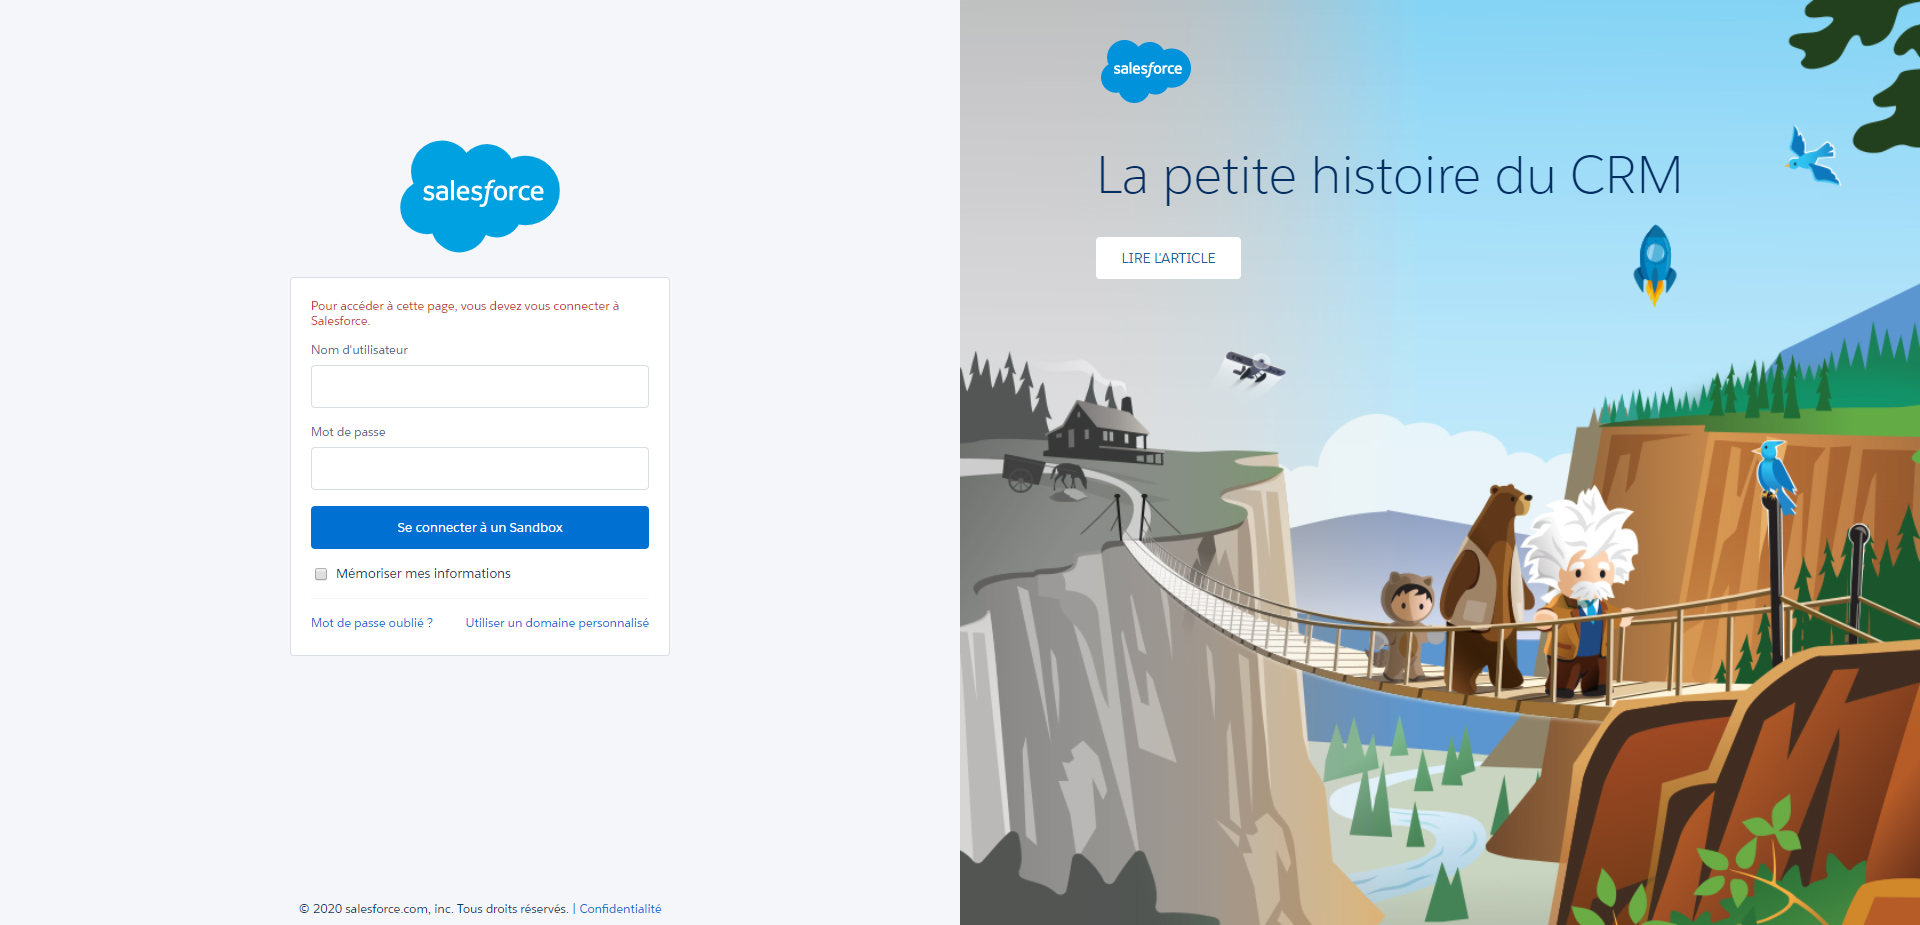 salesforce
Pour accéder à cette page, vous devez vous connecter à
Salesforce.
Nom d'utilisateur
Mot de passe
Se connecter à un Sandbox
Mémoriser mes informations
Mot de passe oublié ? Utiliser un domaine personnalisé
© 2020 salesforce.com, inc. Tous droits réservés. | Confidentialité
salesforce
La petite histoire du CRM
LIRE L'ARTICLE